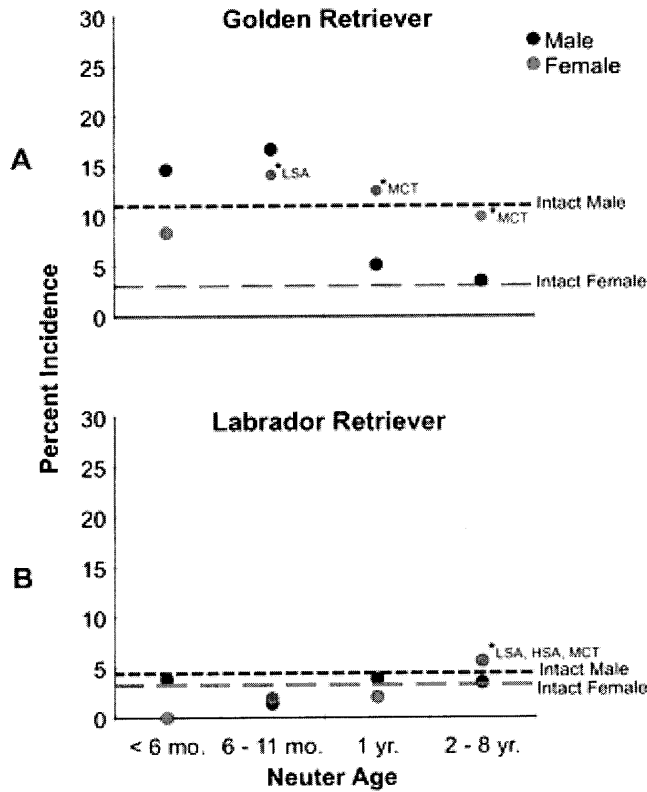 Golden Retriever
Male
Female
A
30
25
20
15
10
5
0
*LSA
*MCT
*MCT
Intact Male
Intact Female
Percent Incidence
Labrador Retriever
B
30
25
20
15
10
5
0
*LSA, HSA, MCT
Intact Male
Intact Female
< 6 mo. 6 - 11 mo. 1 yr. 2 - 8 yr.
Neuter Age